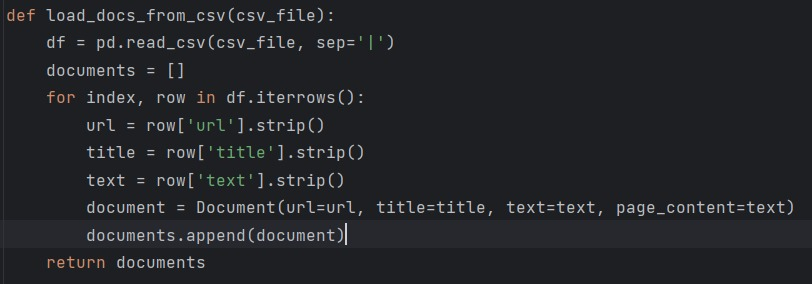 def load_docs_from_csv(csv_file):
    df = pd.read_csv(csv_file, sep='|')
    documents = []
    for index, row in df.iterrows():
        url = row['url'].strip()
        title = row['title'].strip()
        text = row['text'].strip()
        document = Document(url=url, title=title, text=text, page_content=text)
        documents.append(document)
    return documents